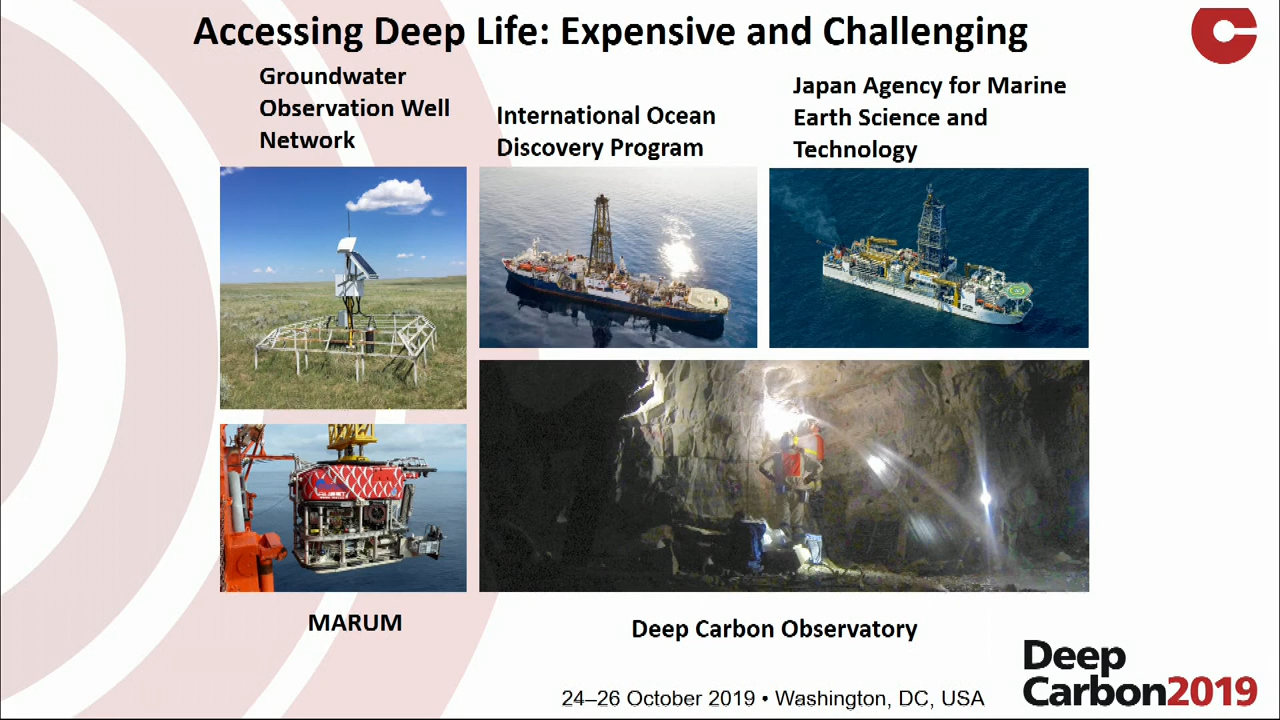 Accessing Deep Life: Expensive and Challenging
Groundwater
Observation Well
Network
International Ocean
Discovery Program
Japan Agency for Marine
Earth Science and
Technology
MARUM
Deep Carbon Observatory
24–26 October 2019 • Washington, DC, USA
Deep
Carbon2019